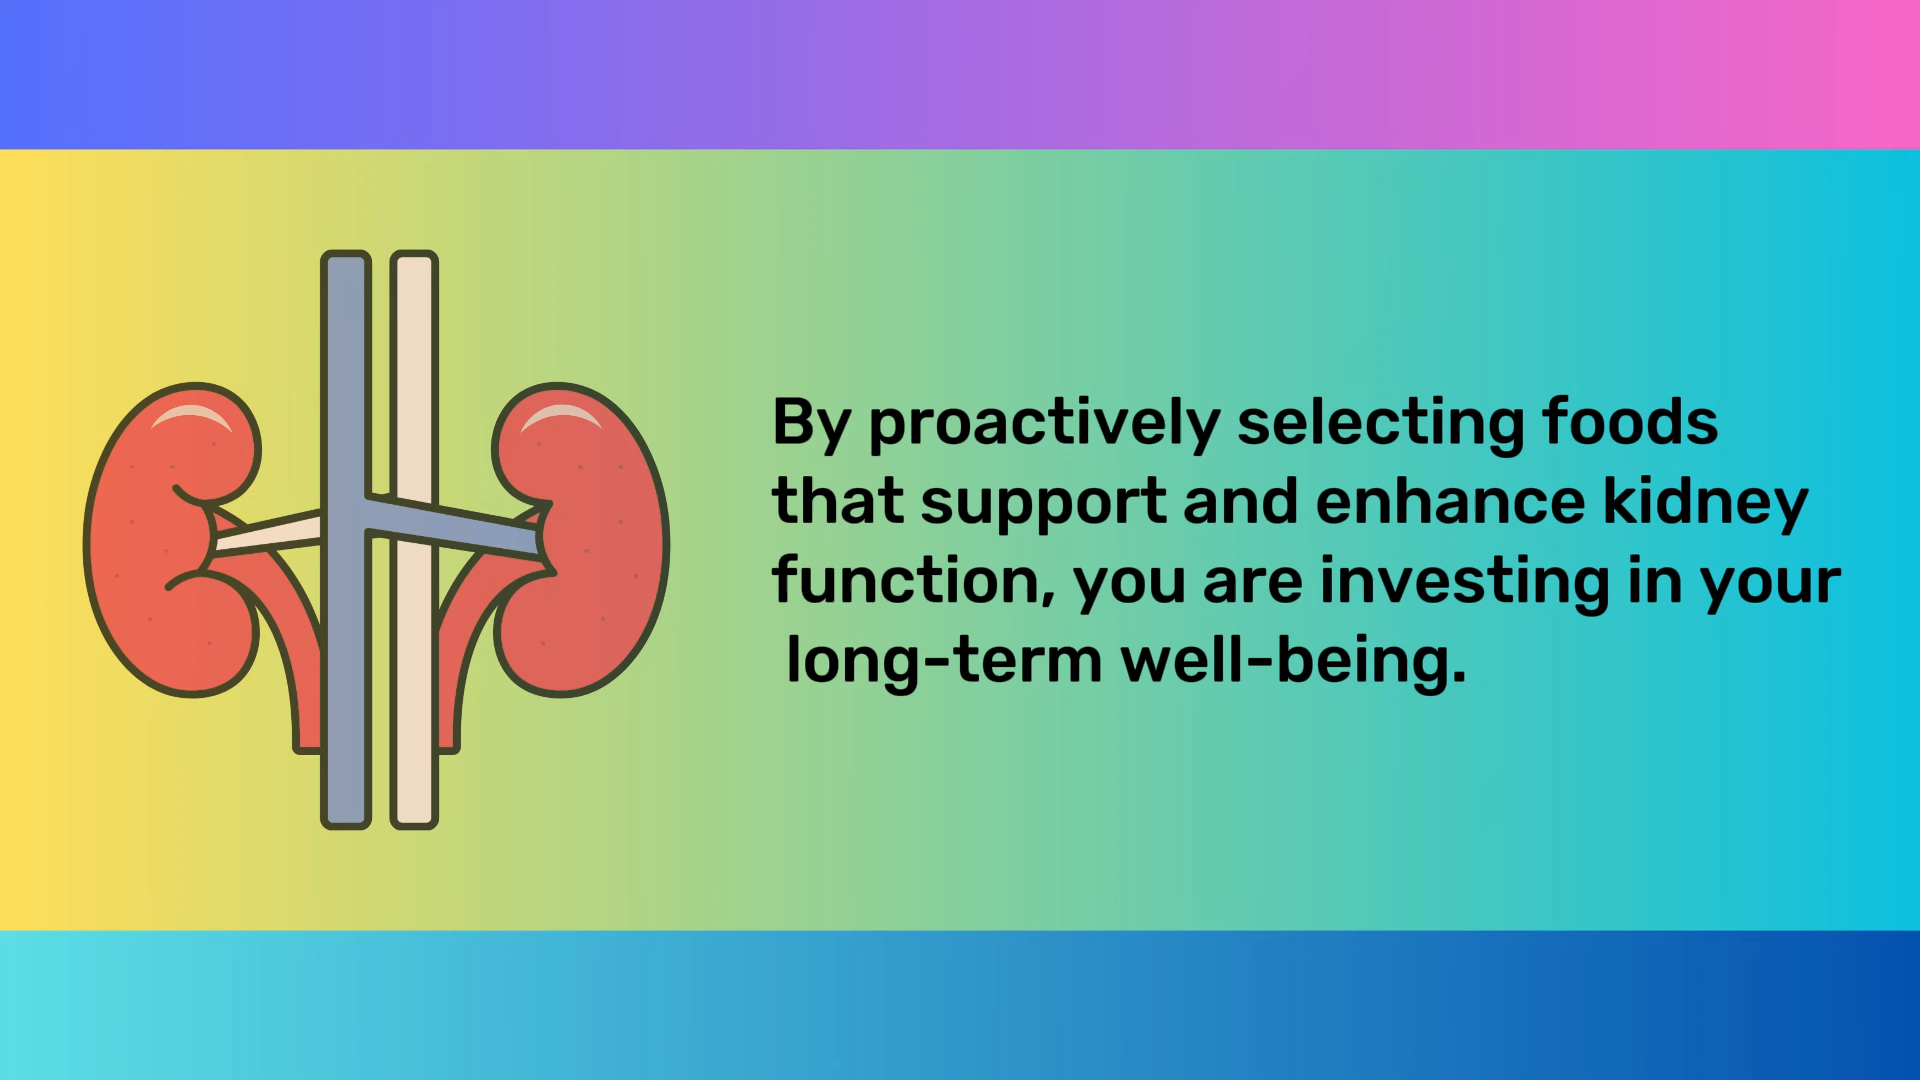 By proactively selecting foods
that support and enhance kidney
function, you are investing in your
long-term well-being.